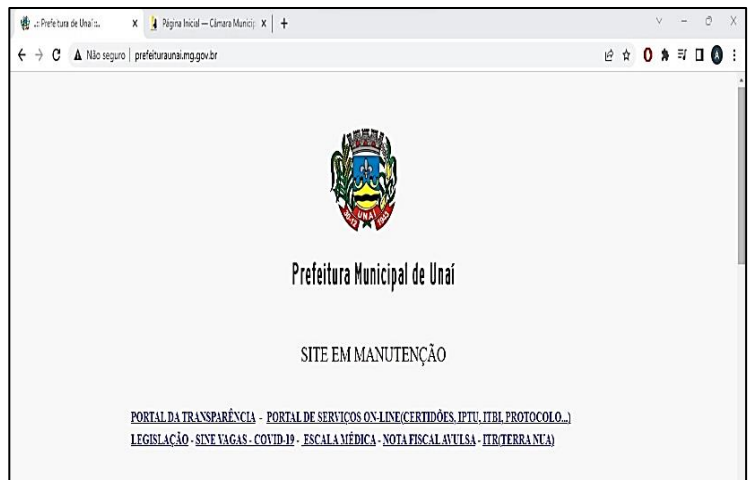 ..: Prefeitura de Unaí ::..
Página Inicial — Câmara Municip
Não seguro | prefeituraunai.mg.gov.br
UNAÍ
1943
Prefeitura Municipal de Unaí
SITE EM MANUTENÇÃO
PORTAL DA TRANSPARÊNCIA - PORTAL DE SERVIÇOS ON-LINE(CERTIDÕES, IPTU, ITBI, PROTOCOLO...)
LEGISLAÇÃO - SINE VAGAS - COVID-19 - ESCALA MÉDICA - NOTA FISCAL AVULSA - ITR(TERRA NUA)